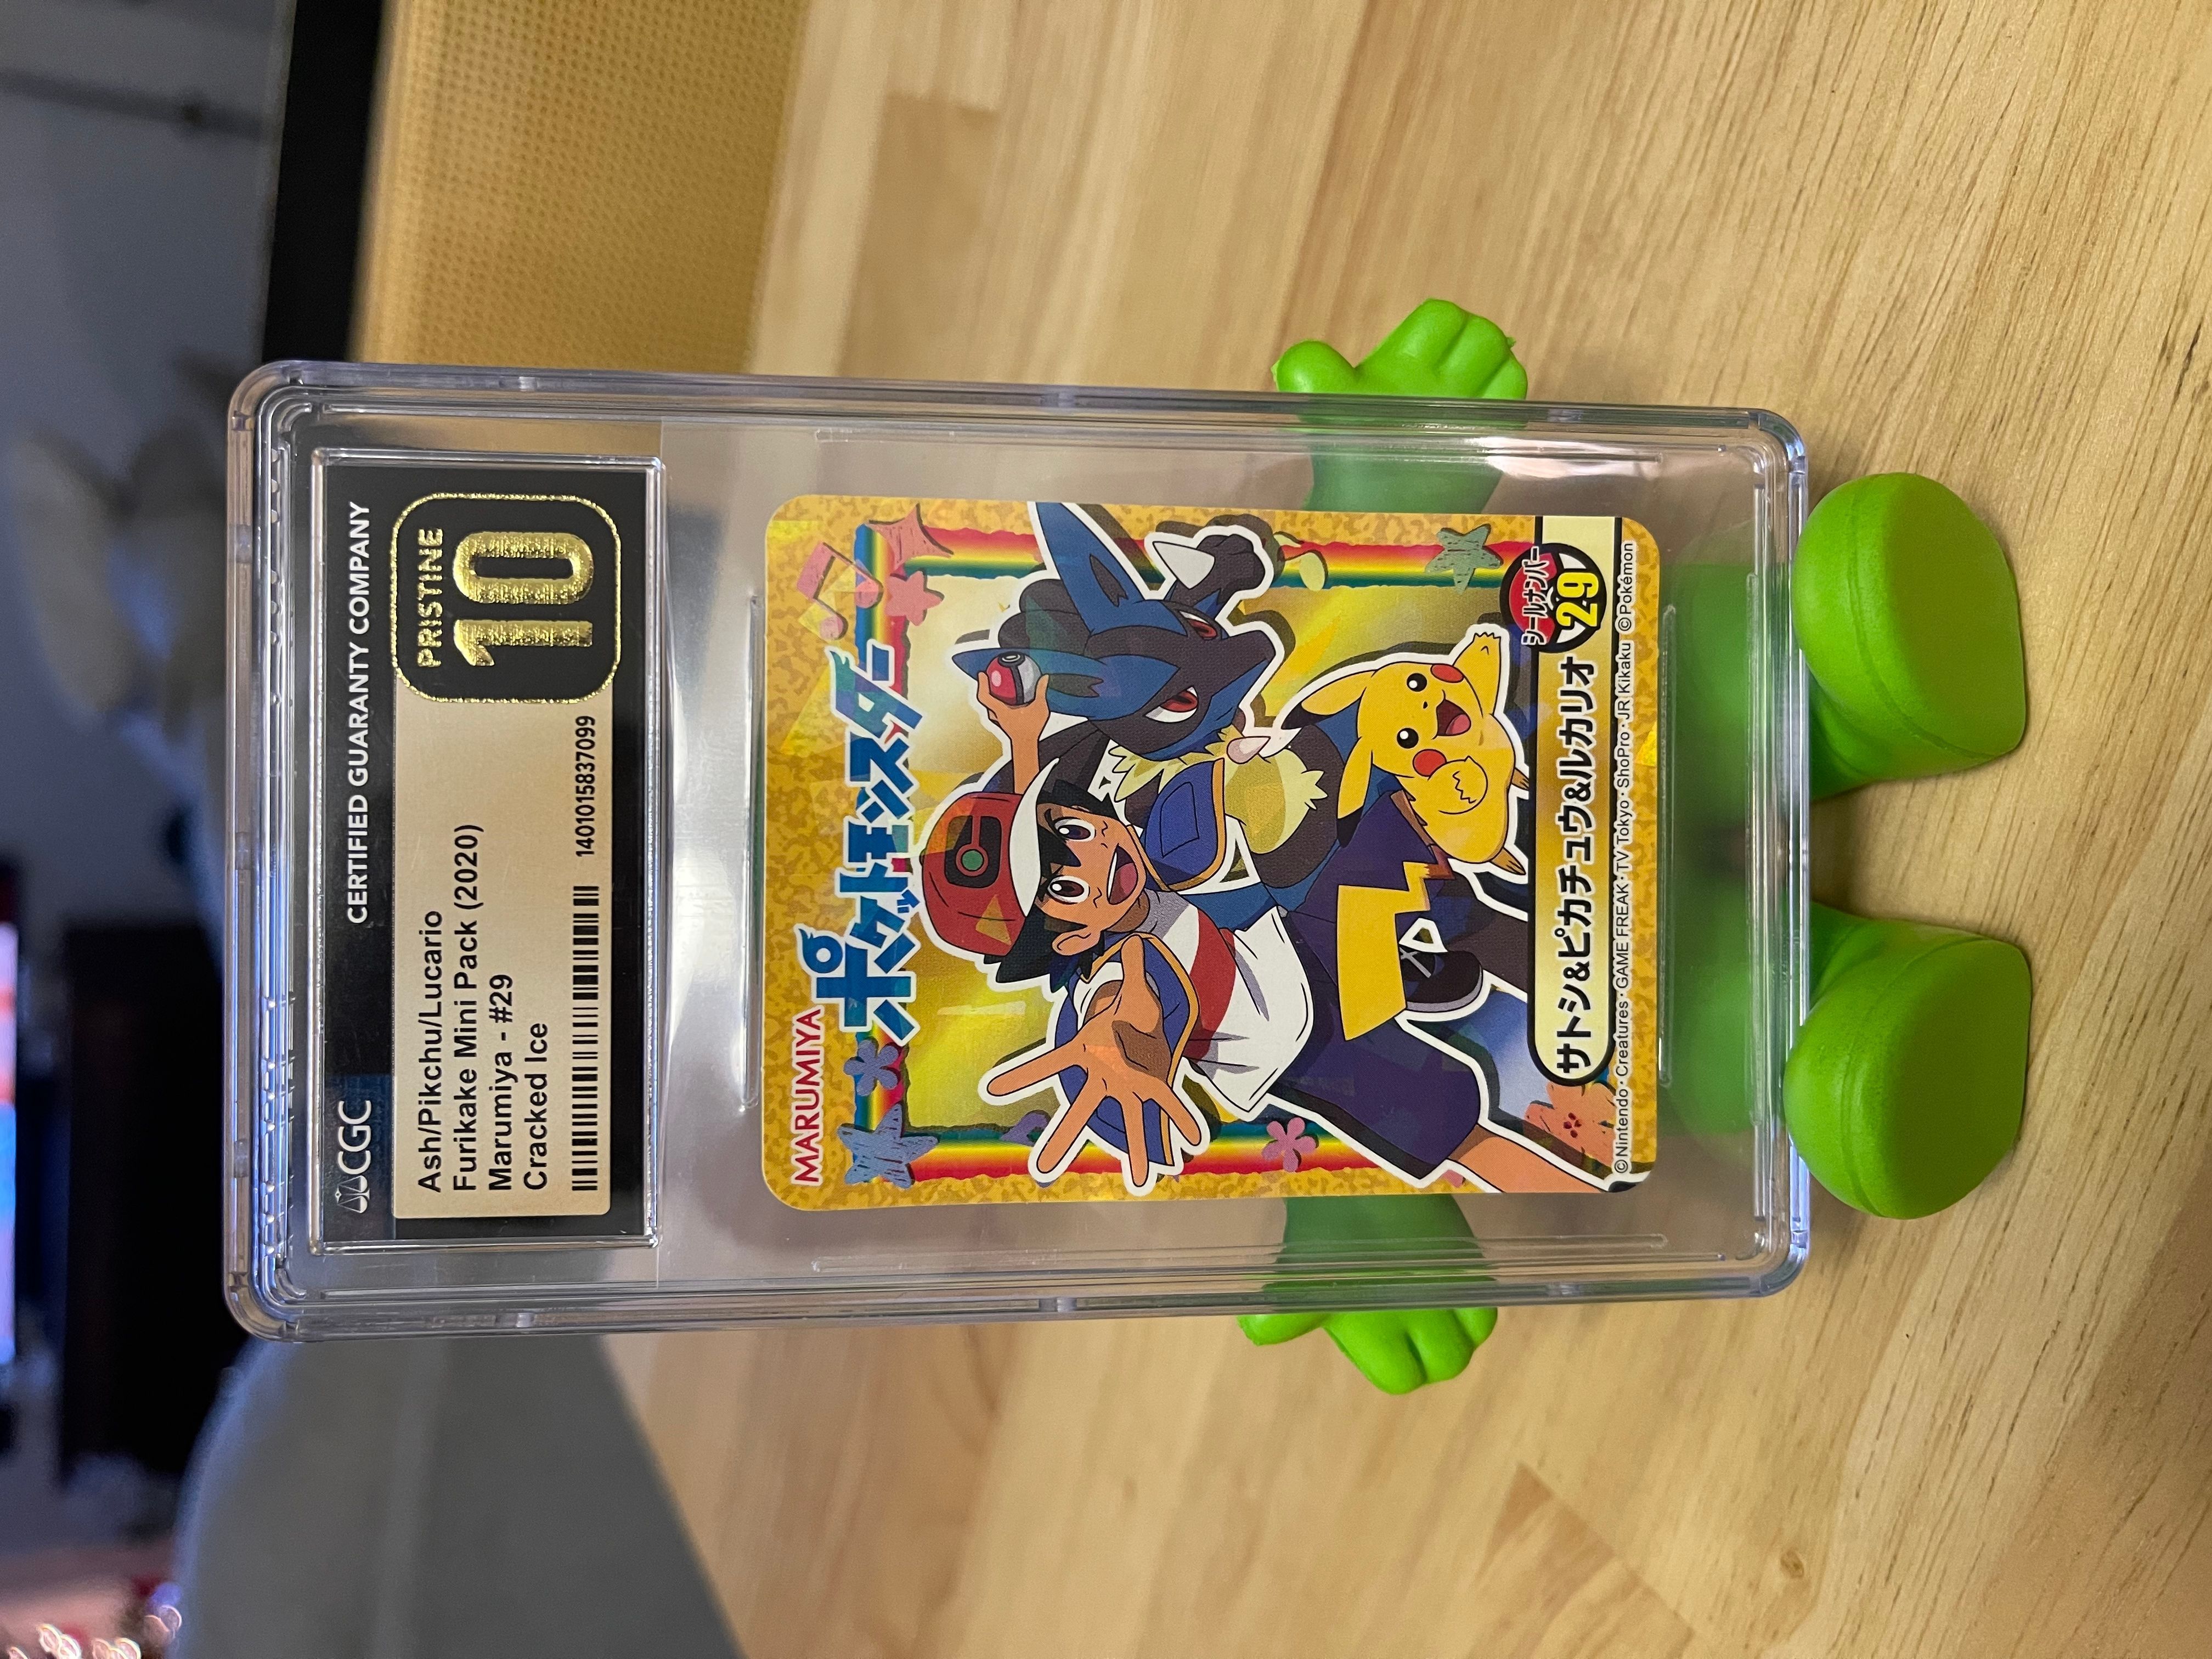 CGC
CERTIFIED GUARANTY COMPANY
Ash/Pikchu/Lucario
Furikake Mini Pack (2020)
Marumiya - #29
Cracked Ice
1401015837099
PRISTINE
10
MARUMIYA
ポケットモンスター
サトシ&ピカチュウ&ルカリオ
シールナンバー
29
©Nintendo・Creatures・GAME FREAK・TV Tokyo・ShoPro・JR Kikaku ©Pokémon